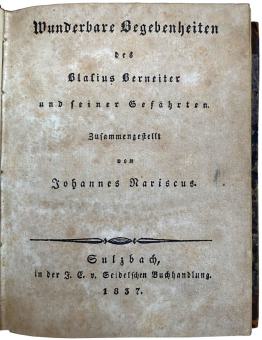 Wunderbare Begebenheiten
des
Blasius Berneiter
und seiner Gefährten.
Zusammengestellt
von
Johannes Nariscus.
Sulzbach,
in der J. E. v. Seidelschen Buchhandlung.
1837.